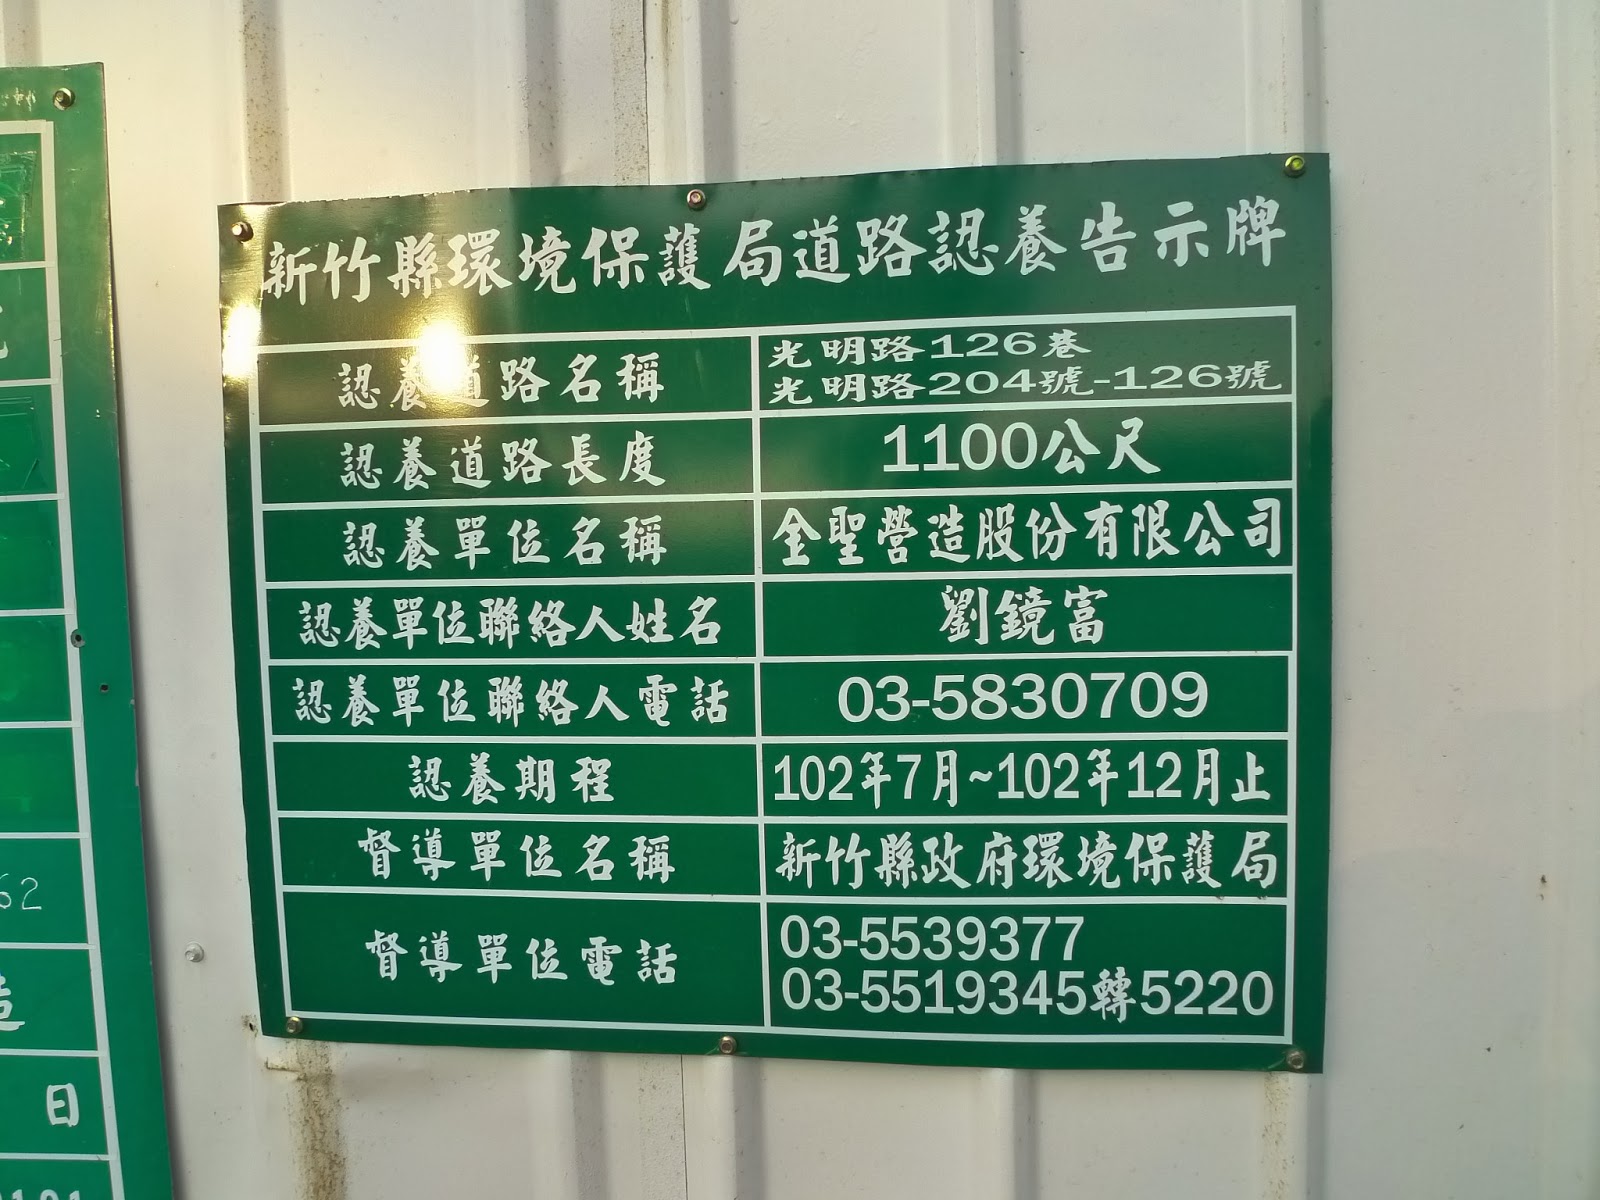 新竹縣環境保護局道路認養告示牌
認養道路名稱
光明路126巷
光明路204號-126號
認養道路長度
1100公尺
認養單位名稱
金聖營造股份有限公司
認養單位聯絡人姓名
劉鏡富
認養單位聯絡人電話
03-5830709
認養期程
102年7月~102年12月止
督導單位名稱
新竹縣政府環境保護局
督導單位電話
03-5539377
03-5519345轉5220
62
造
日